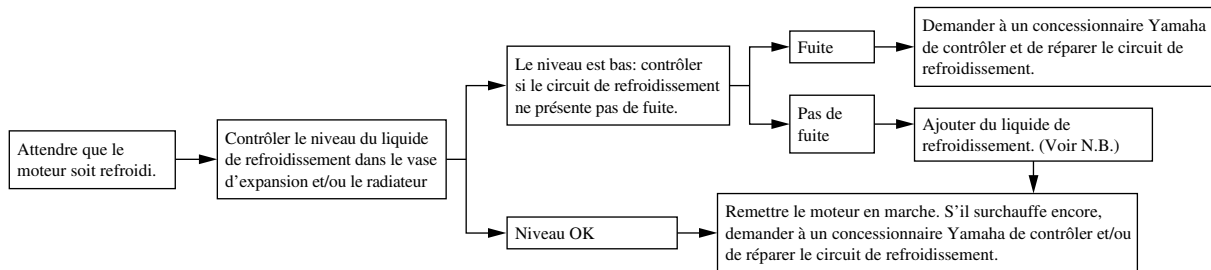 Attendre que le
moteur soit refroidi.
Contrôler le niveau du liquide
de refroidissement dans le vase
d’expansion et/ou le radiateur
Le niveau est bas: contrôler
si le circuit de refroidissement
ne présente pas de fuite.
Fuite
Demander à un concessionnaire Yamaha
de contrôler et de réparer le circuit de
refroidissement.
Pas de
fuite
Ajouter du liquide de
refroidissement. (Voir N.B.)
Niveau OK
Remettre le moteur en marche. S’il surchauffe encore,
demander à un concessionnaire Yamaha de contrôler et/ou
de réparer le circuit de refroidissement.